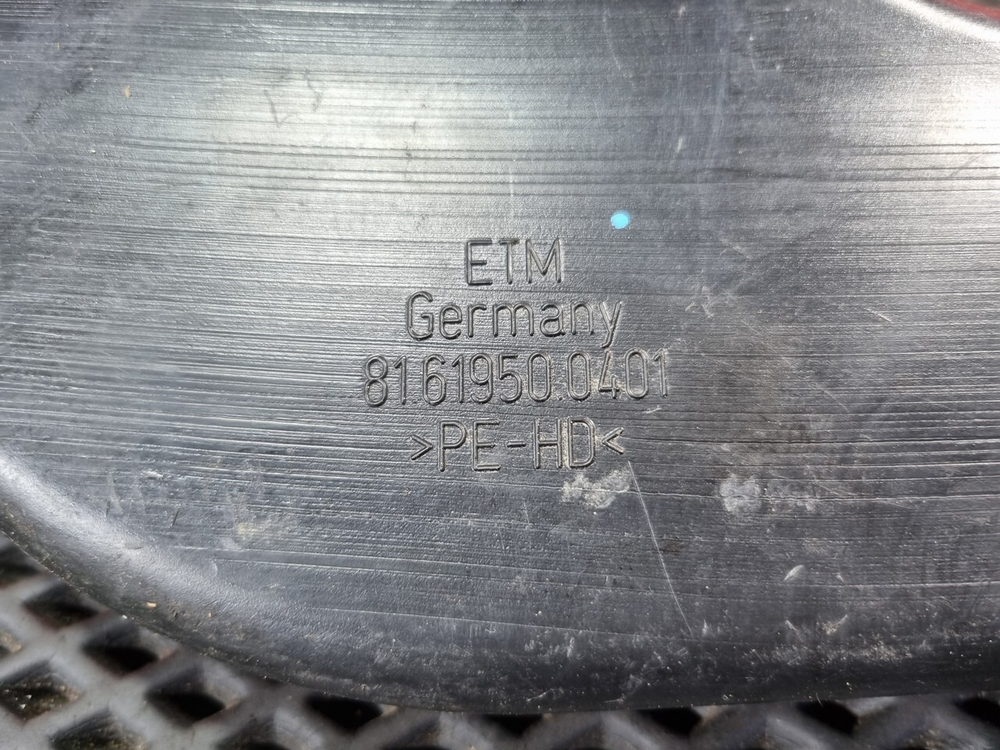 ETM
Germany
81.61950.0401
>PE-HD<